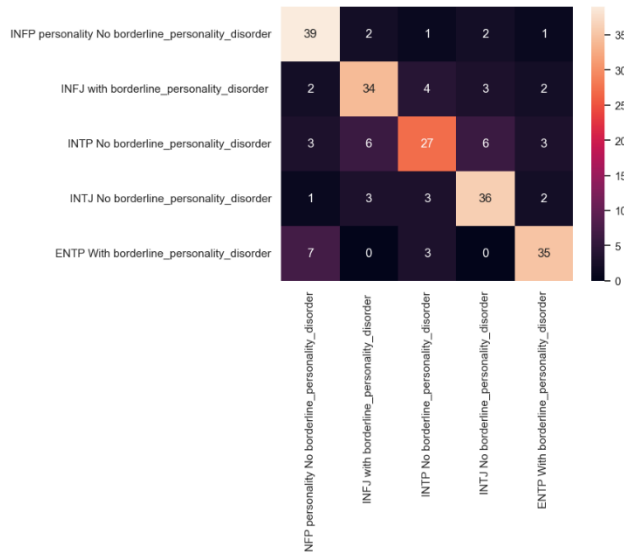 INFP personality No borderline_personality_disorder
39 2 1 2 1
INFJ with borderline_personality_disorder
2 34 4 3 2
INTP No borderline_personality_disorder
3 6 27 6 3
INTJ No borderline_personality_disorder
1 3 3 36 2
ENTP With borderline_personality_disorder
7 0 3 0 35
NFP personality No borderline_personality_disorder
INFJ with borderline_personality_disorder
INTP No borderline_personality_disorder
INTJ No borderline_personality_disorder
ENTP With borderline_personality_disorder
35
30
25
20
15
10
5
0